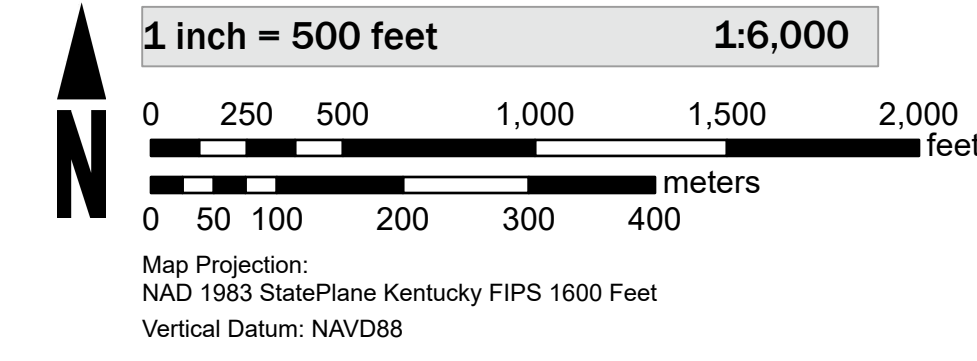 1 inch = 500 feet 1:6,000
0 250 500 1,000 1,500 2,000
feet
meters
0 50 100 200 300 400
N
Map Projection:
NAD 1983 StatePlane Kentucky FIPS 1600 Feet
Vertical Datum: NAVD88